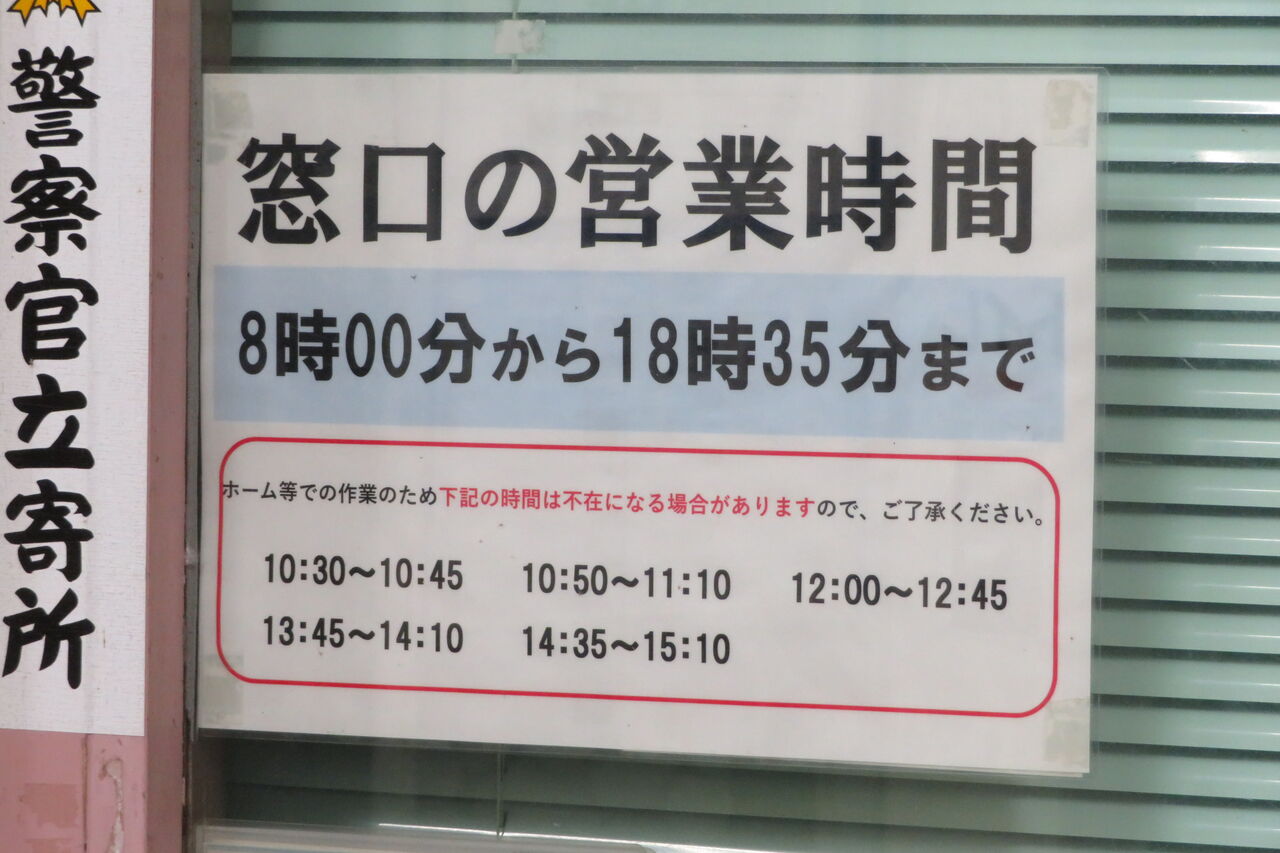 警察官立寄所
窓口の営業時間
8時00分から18時35分まで
ホーム等での作業のため下記の時間は不在になる場合がありますので、ご了承ください。
10:30～10:45 10:50～11:10 12:00～12:45
13:45～14:10 14:35～15:10